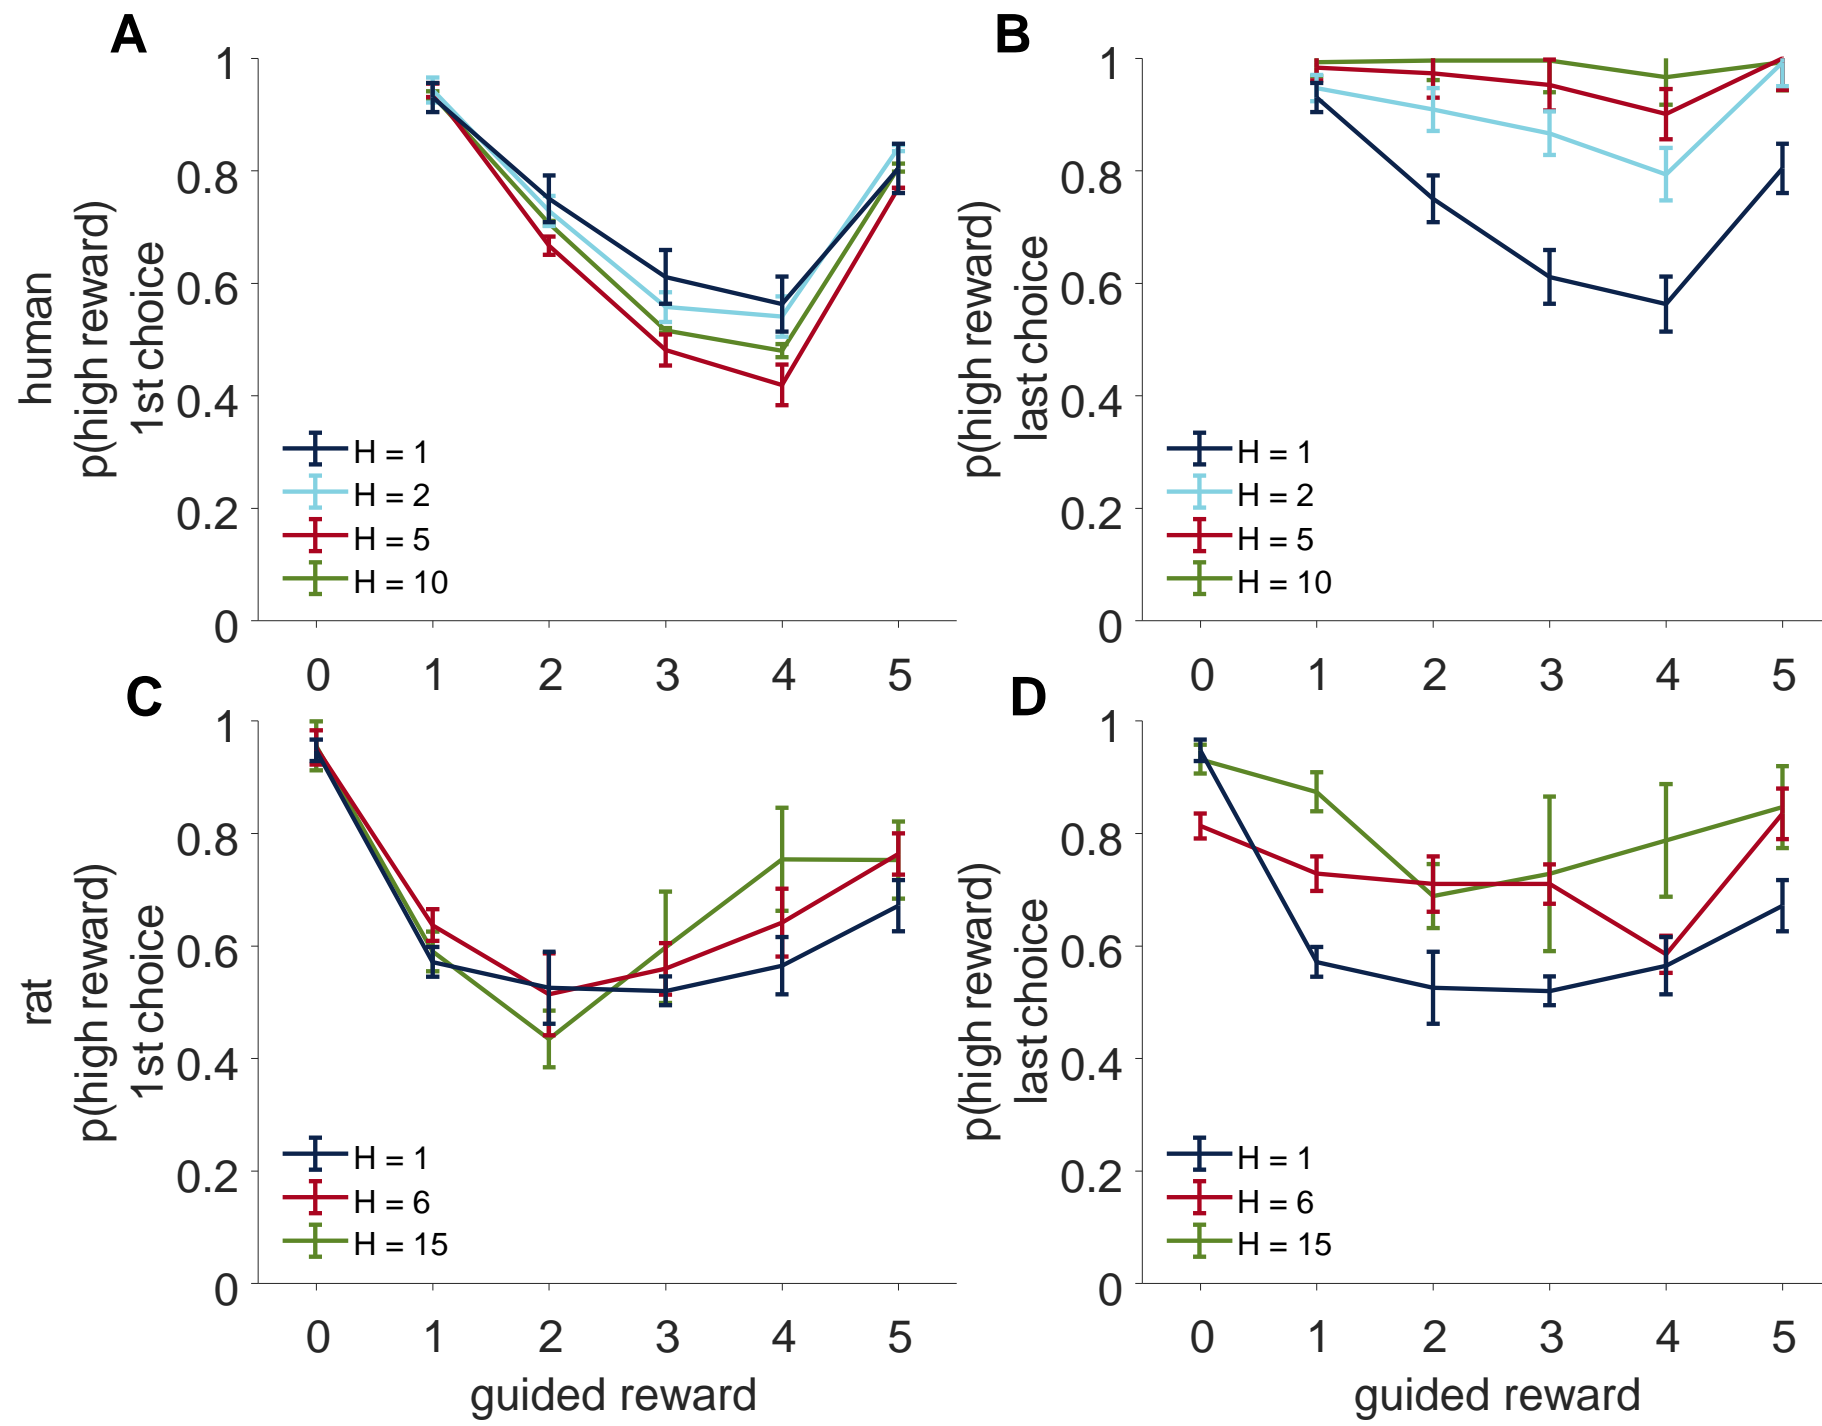 A
human
p(high reward)
1st choice
1
0.8
0.6
0.4
0.2
0
H = 1
H = 2
H = 5
H = 10
0 1 2 3 4 5
B
p(high reward)
last choice
1
0.8
0.6
0.4
0.2
0
H = 1
H = 2
H = 5
H = 10
0 1 2 3 4 5
C
rat
p(high reward)
1st choice
1
0.8
0.6
0.4
0.2
0
H = 1
H = 6
H = 15
0 1 2 3 4 5
guided reward
D
p(high reward)
last choice
1
0.8
0.6
0.4
0.2
0
H = 1
H = 6
H = 15
0 1 2 3 4 5
guided reward